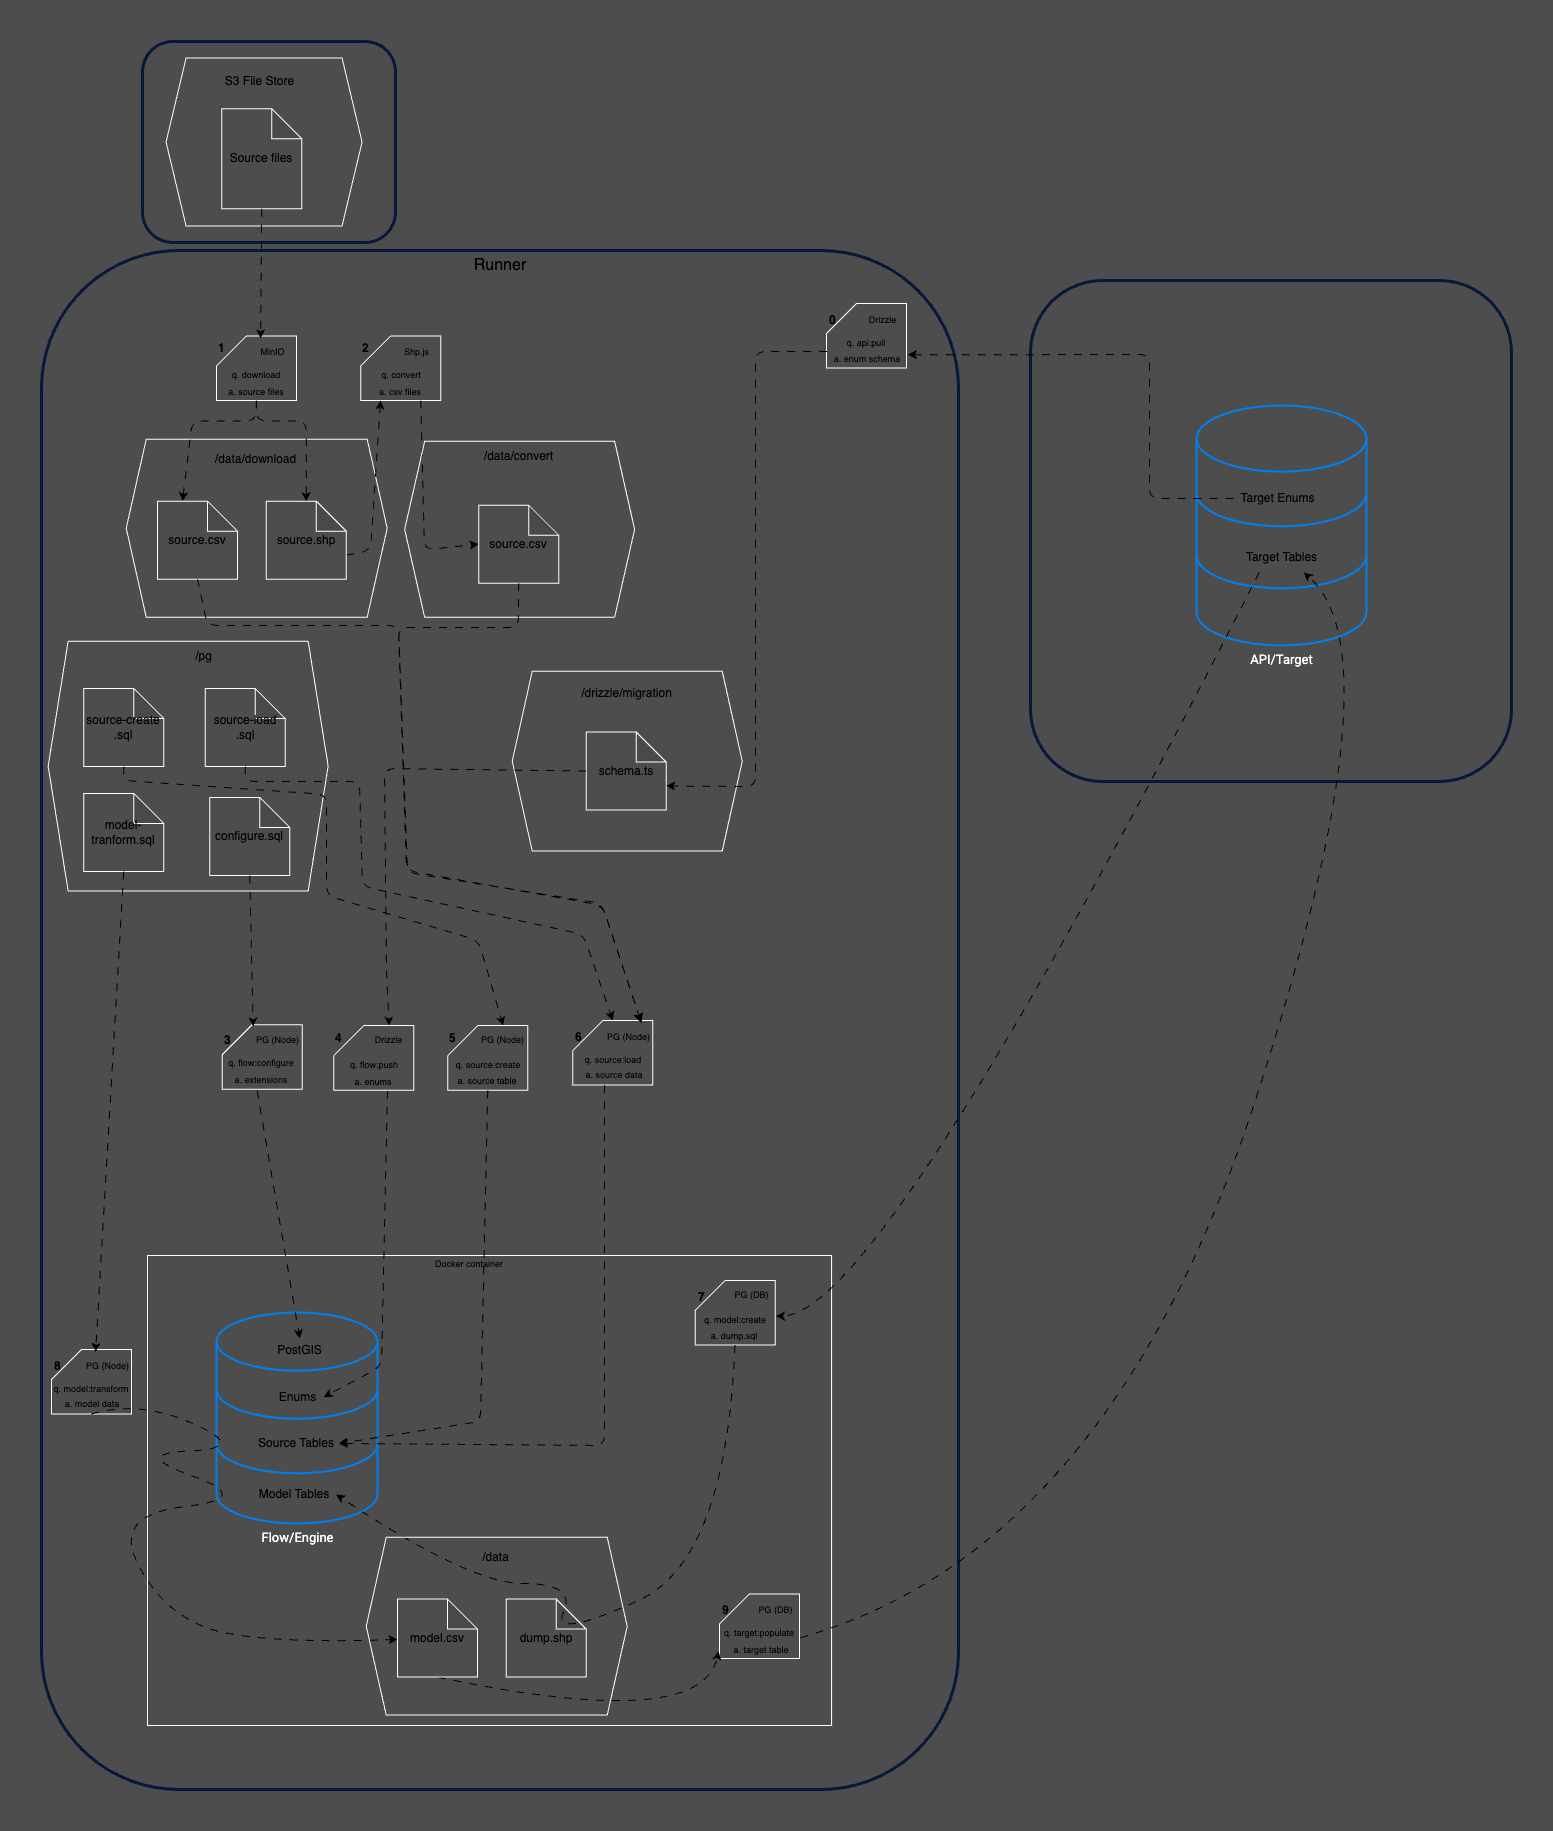 S3 File Store
Source files
Runner
0
Drizzle
q. api:pull
a. enum schema
1
MinIO
q. download
a. source files
2
Shp.js
q. convert
a. csv files
/data/download
source.csv
source.shp
/data/convert
source.csv
Target Enums
Target Tables
API/Target
/pg
source-create
.sql
source-load
.sql
model-
tranform.sql
configure.sql
/drizzle/migration
schema.ts
3
PG (Node)
q. flow:configure
a. extensions
4
Drizzle
q. flow:push
a. enums
5
PG (Node)
q. source:create
a. source table
6
PG (Node)
q. source:load
a. source data
Docker container
7
PG (DB)
q. model:create
a. dump.sql
8
PG (Node)
q. model:transform
a. model data
PostGIS
Enums
Source Tables
Model Tables
Flow/Engine
/data
model.csv
dump.shp
9
PG (DB)
q. target:populate
a. target table